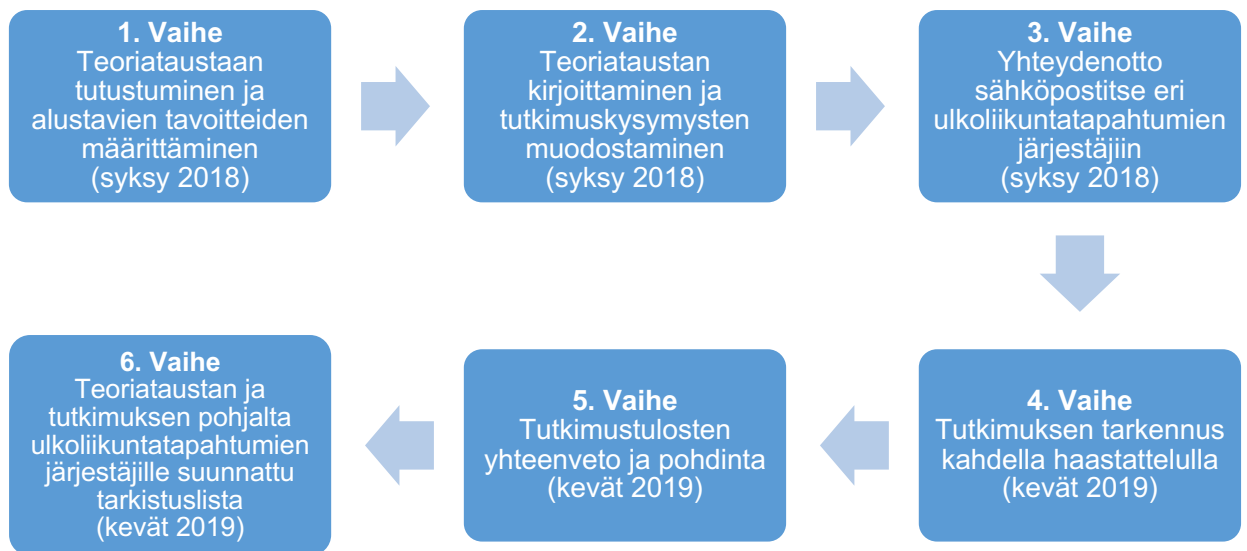 1. Vaihe
Teoriataustaan
tutustuminen ja
alustavien tavoitteiden
määrittäminen
(syksy 2018)
2. Vaihe
Teoriataustan
kirjoittaminen ja
tutkimuskysymysten
muodostaminen
(syksy 2018)
3. Vaihe
Yhteydenotto
sähköpostitse eri
ulkoliikuntatapahtumien
järjestäjiin
(syksy 2018)
4. Vaihe
Tutkimuksen tarkennus
kahdella haastattelulla
(kevät 2019)
5. Vaihe
Tutkimustulosten
yhteenveto ja pohdinta
(kevät 2019)
6. Vaihe
Teoriataustan ja
tutkimuksen pohjalta
ulkoliikuntatapahtumien
järjestäjille suunnattu
tarkistuslista
(kevät 2019)